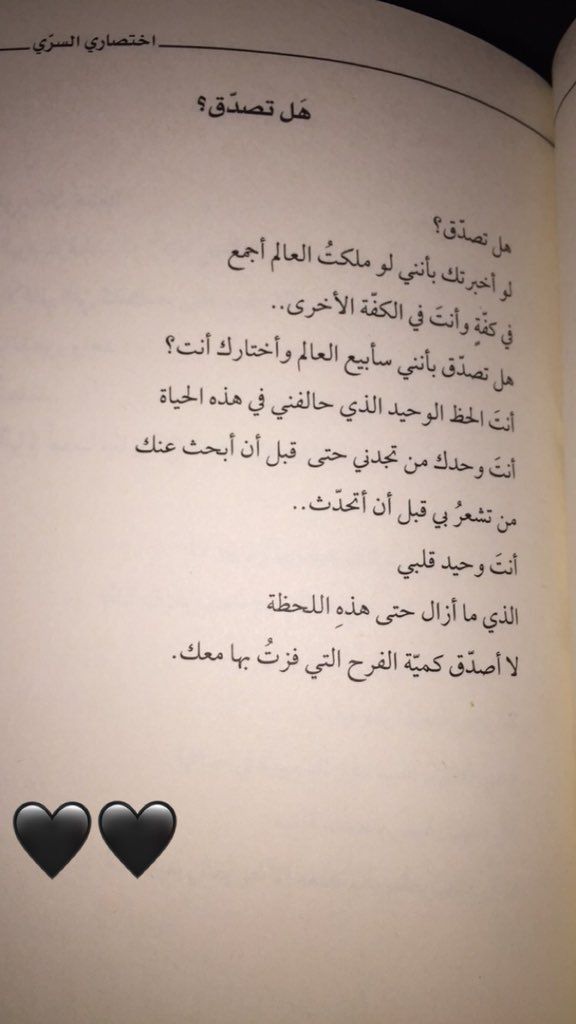 اختصاري السرّي
هَل تصدّق؟
هل تصدّق؟
لو أخبرتك بأنني لو ملكتُ العالم أجمع
في كفّةٍ وأنتَ في الكفّة الأخرى..
هل تصدّق بأنني سأبيع العالم وأختارك أنت؟
أنتَ الحظ الوحيد الذي حالفني في هذه الحياة
أنتَ وحدك من تجدني حتى قبل أن أبحث عنك
من تشعرُ بي قبل أن أتحدّث..
أنتَ وحيد قلبي
الذي ما أزال حتى هذهِ اللحظة
لا أصدّق كميّة الفرح التي فزتُ بها معك.